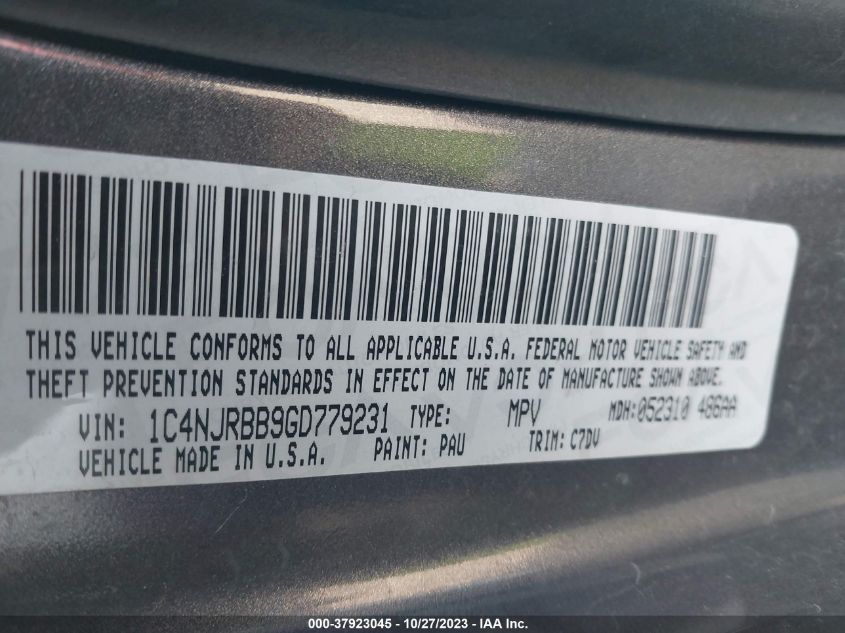 THIS VEHICLE CONFORMS TO ALL APPLICABLE U.S.A. FEDERAL MOTOR VEHICLE SAFETY AND
THEFT PREVENTION STANDARDS IN EFFECT ON THE DATE OF MANUFACTURE SHOWN ABOVE.
VIN: 1C4NJRBB9GD779231 TYPE: MPV MDH: 052310 486AA
VEHICLE MADE IN U.S.A. PAINT: PAU TRIM: C7DV
000-37923045 - 10/27/2023 - IAA Inc.